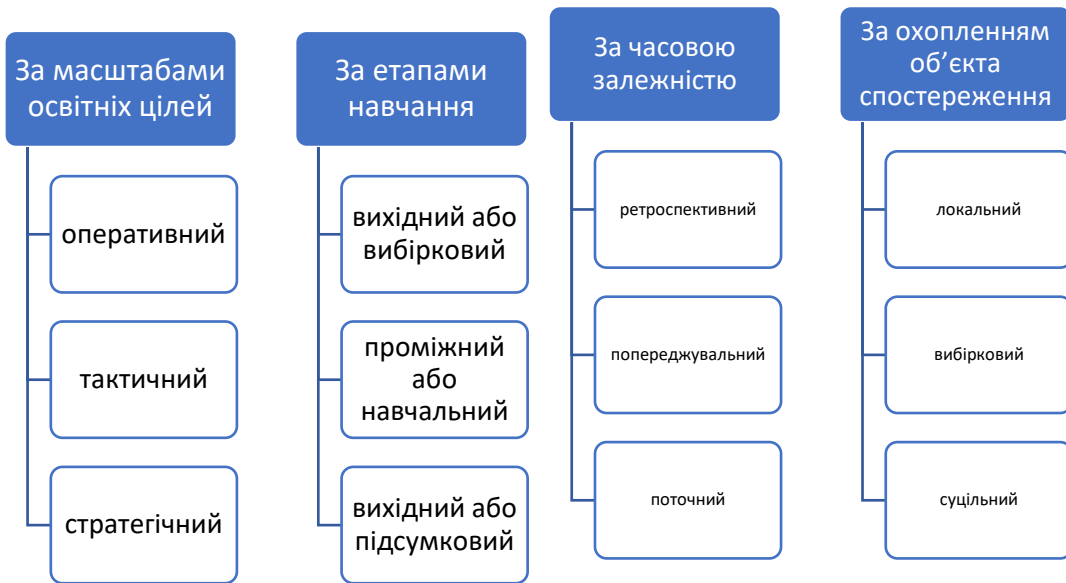 За масштабами
освітніх цілей
оперативний
тактичний
стратегічний
За етапами
навчання
вихідний або
вибірковий
проміжний
або
навчальний
вихідний або
підсумковий
За часовою
залежністю
ретроспективний
попереджувальний
поточний
За охопленням
об’єкта
спостереження
локальний
вибірковий
суцільний